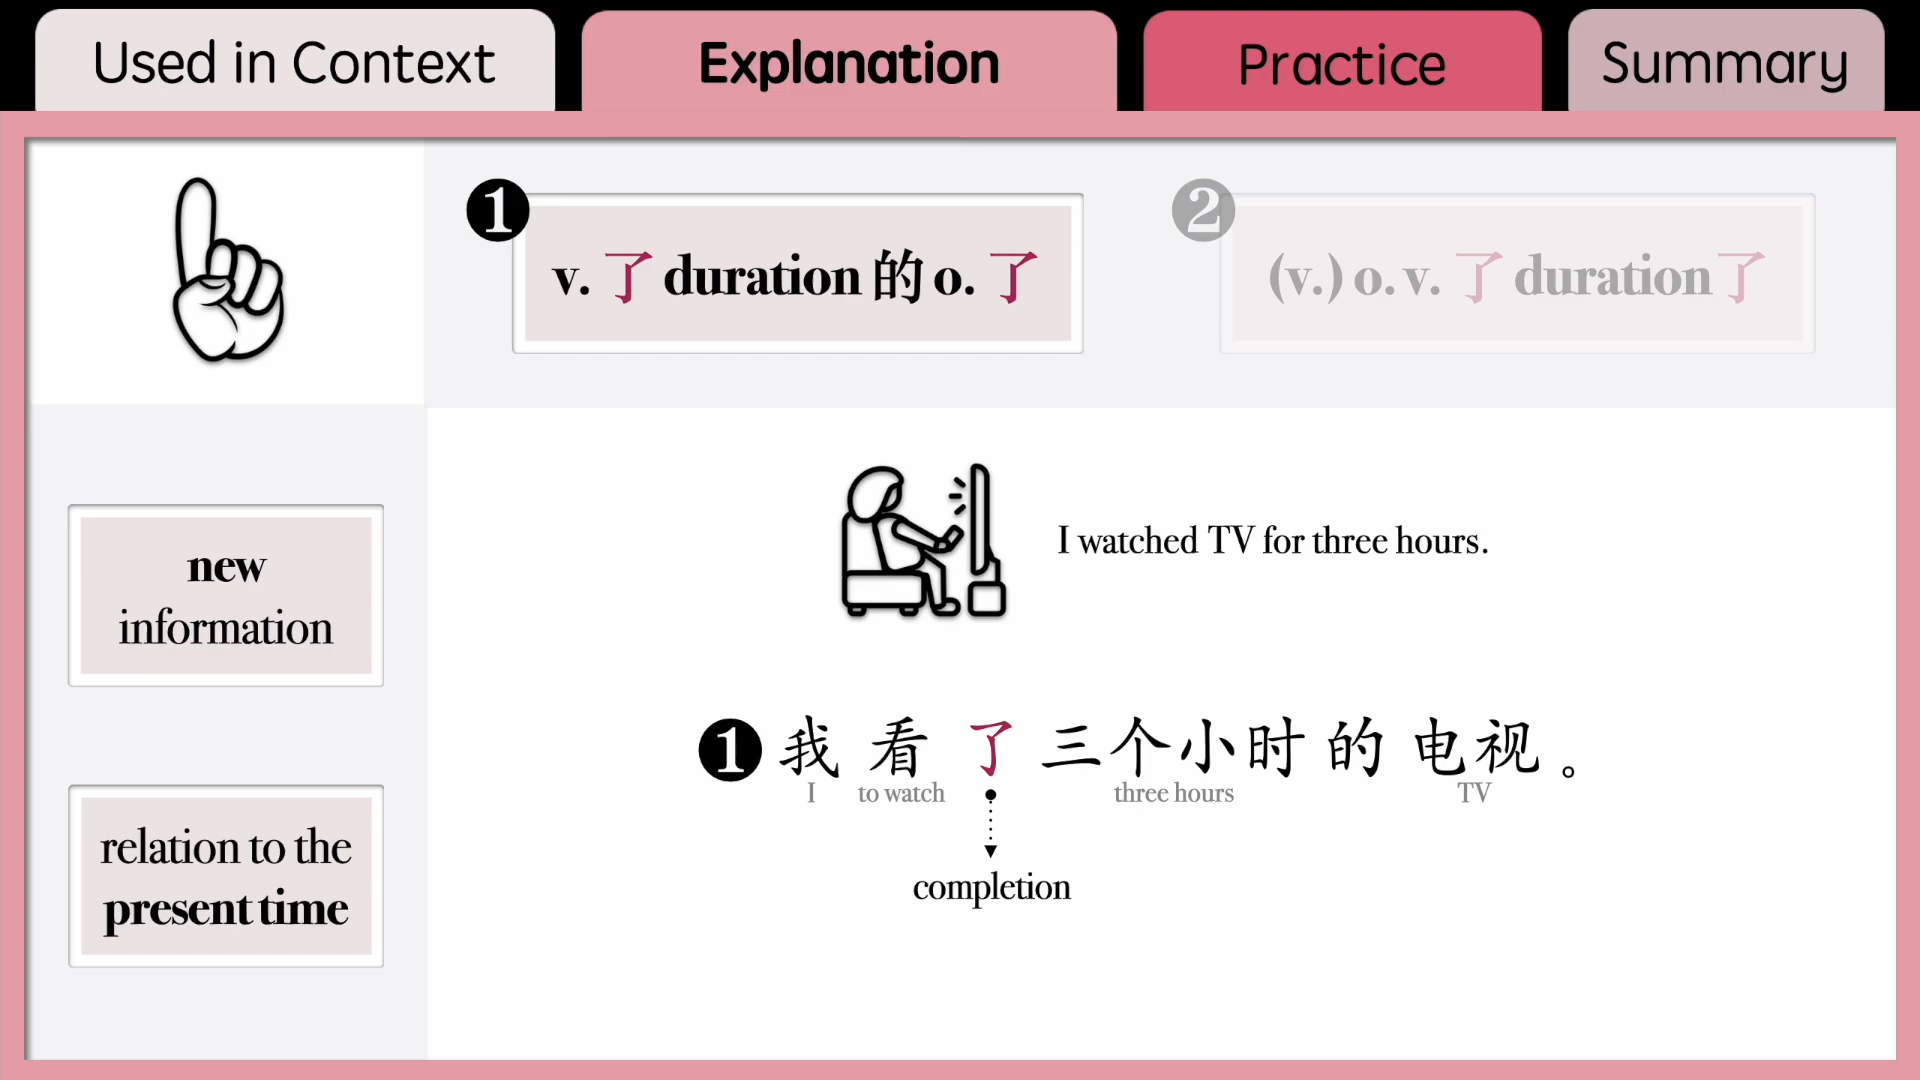 Used in Context
Explanation
Practice
Summary
1
v. 了 duration 的 o. 了
2
(v.) o. v. 了 duration 了
new
information
relation to the
present time
I watched TV for three hours.
1 我 看 了 三个小时 的 电视。
I to watch three hours TV
completion